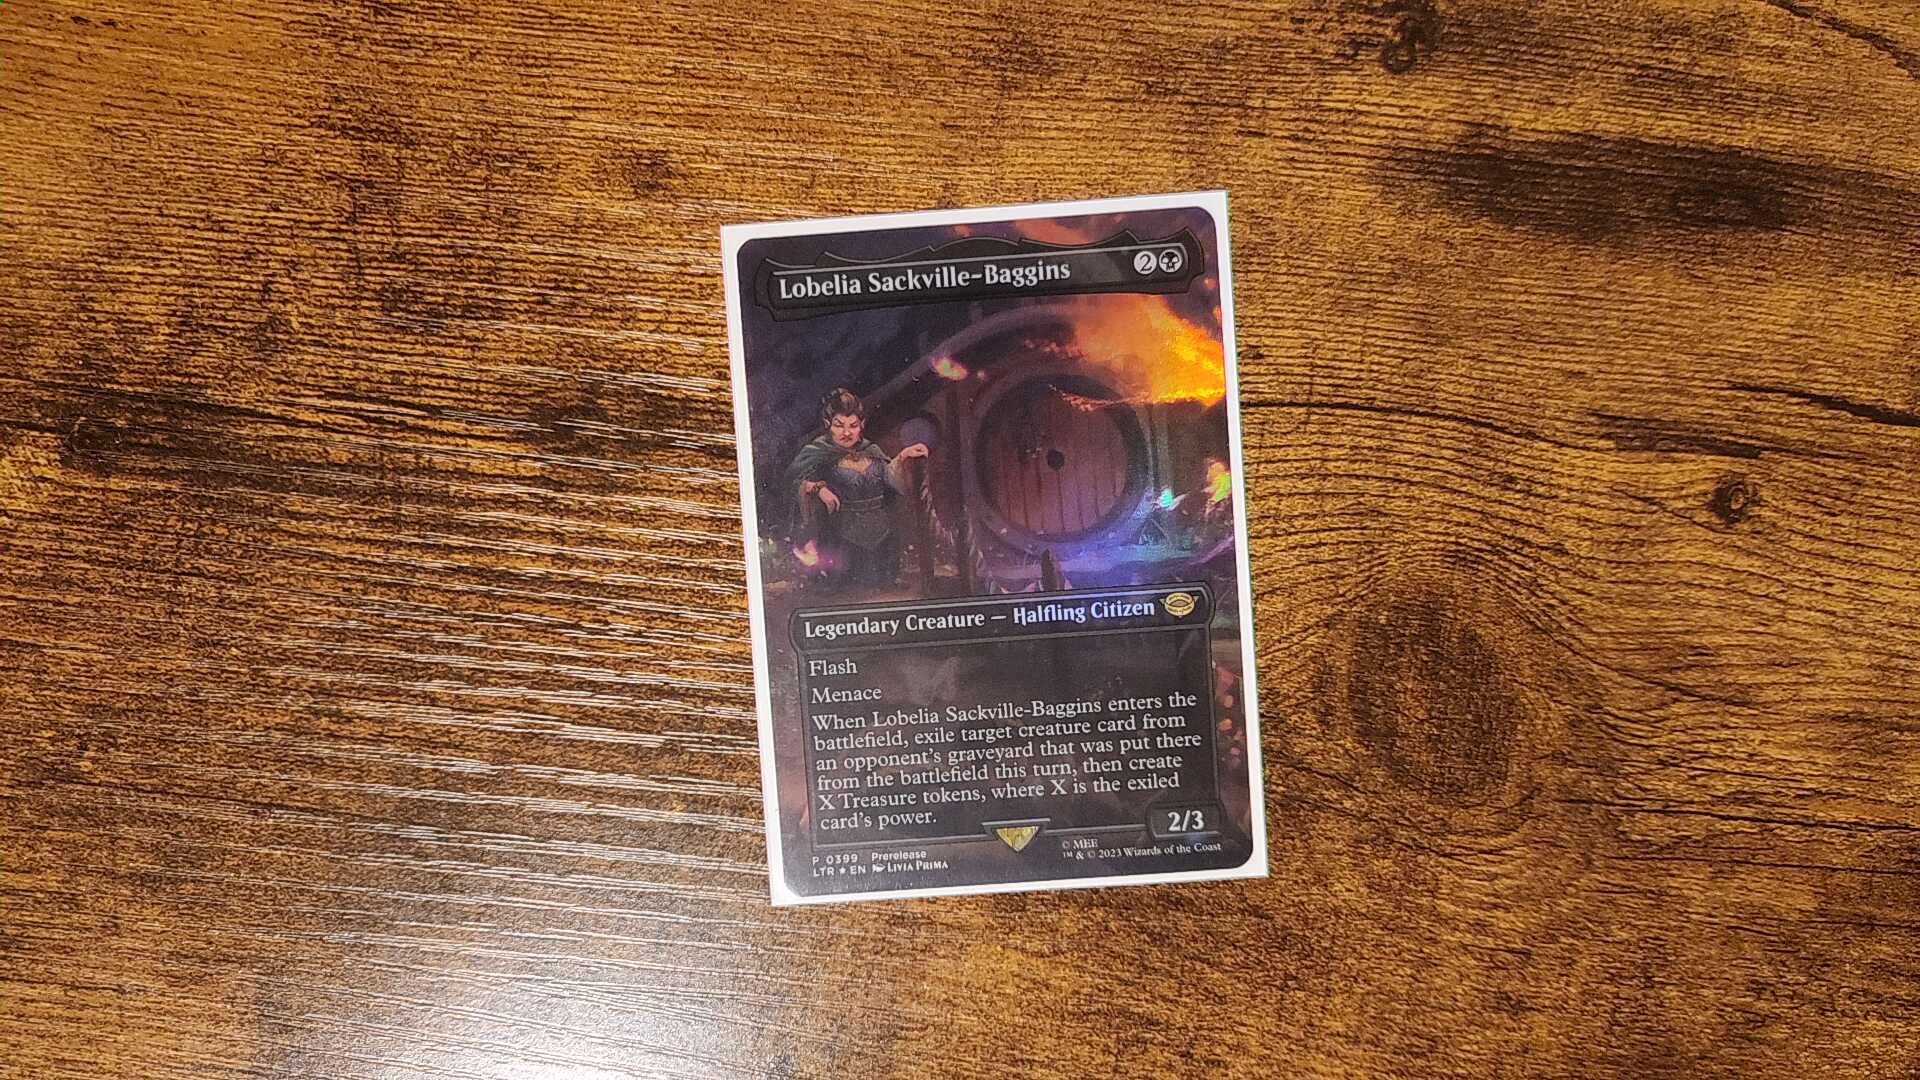 Lobelia Sackville-Baggins 2
Legendary Creature — Halfling Citizen
Flash
Menace
When Lobelia Sackville-Baggins enters the
battlefield, exile target creature card from
an opponent's graveyard that was put there
from the battlefield this turn, then create
X Treasure tokens, where X is the exiled
card's power.
2/3
P 0399 Prerelease
LTR ★ EN LIVIA PRIMA
© MEE
™ & © 2023 Wizards of the Coast